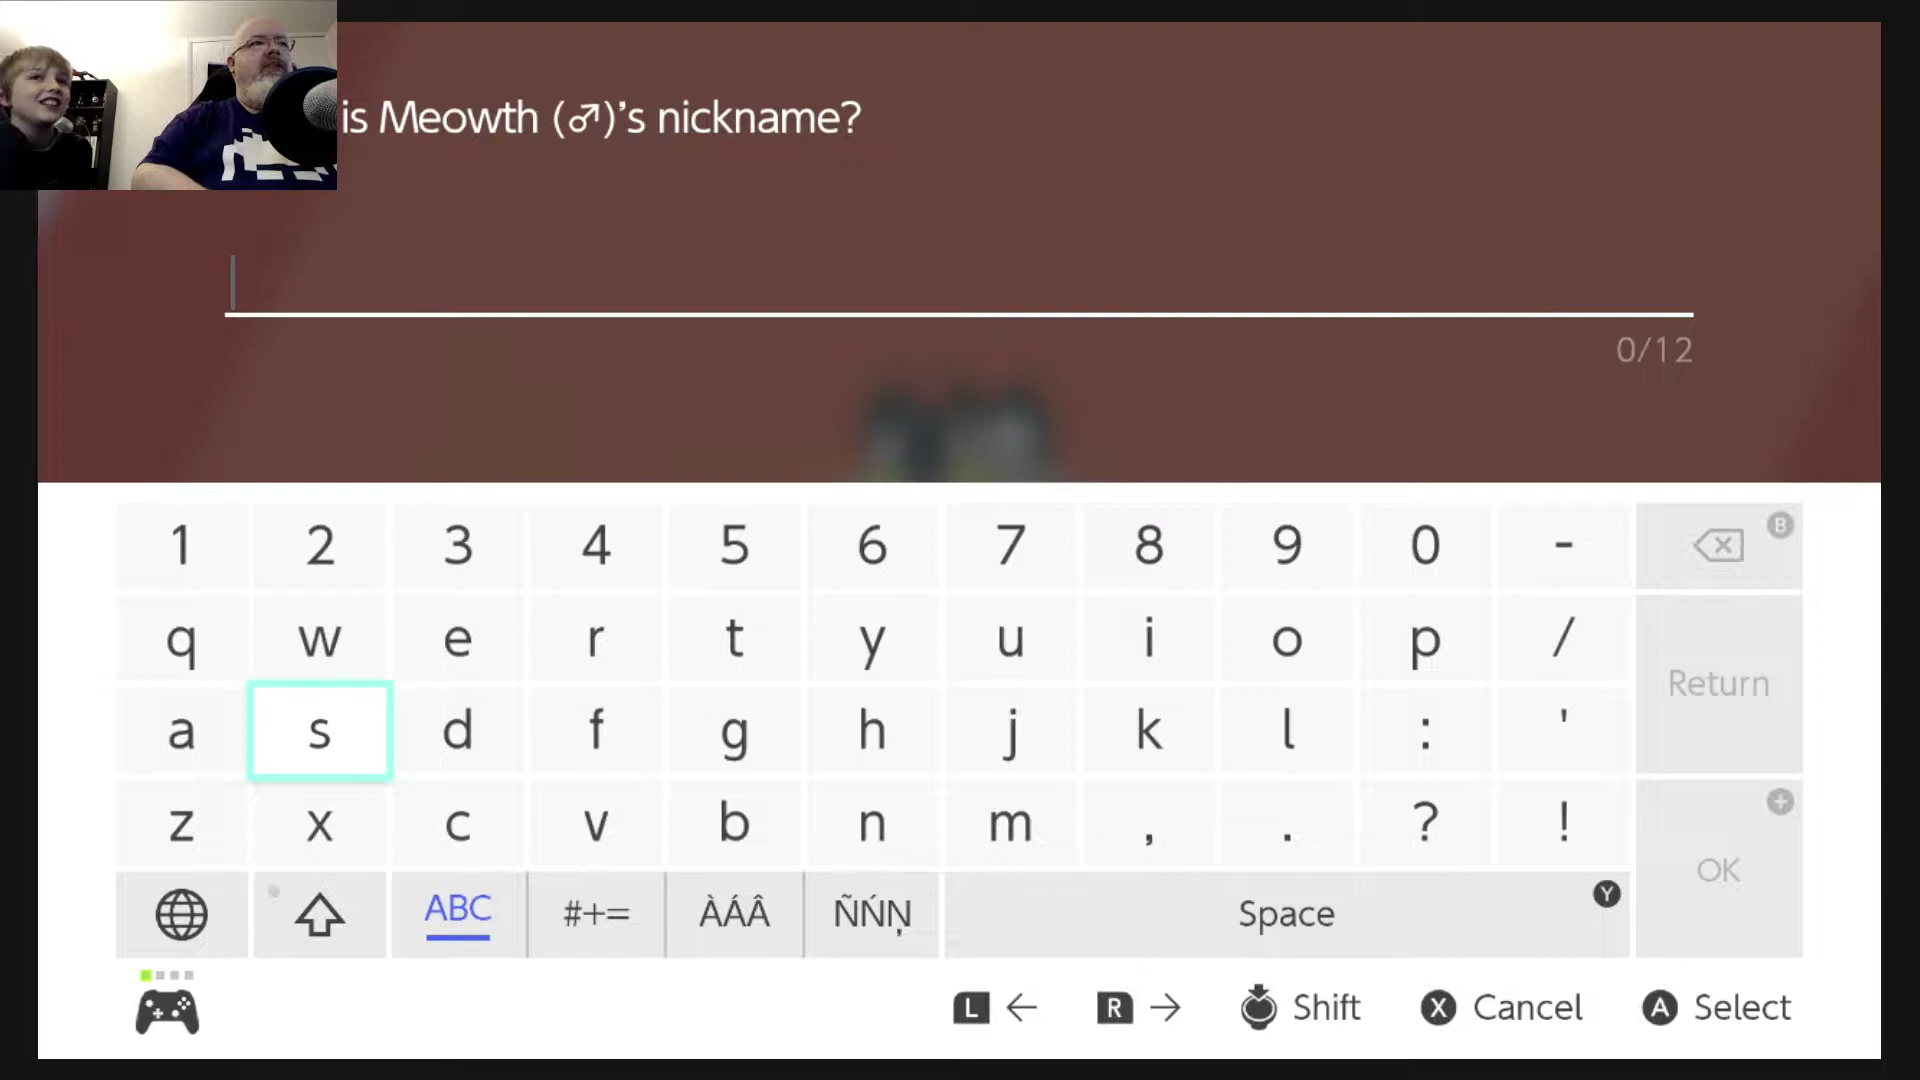 is Meowth (♂)'s nickname?
0/12
1 2 3 4 5 6 7 8 9 0 -
B
q w e r t y u i o p /
Return
a s d f g h j k l : '
z x c v b n m , . ? !
OK
ABC #+= ÀÁÂ ÑŃŅ Space Y
L ← R → Shift X Cancel A Select